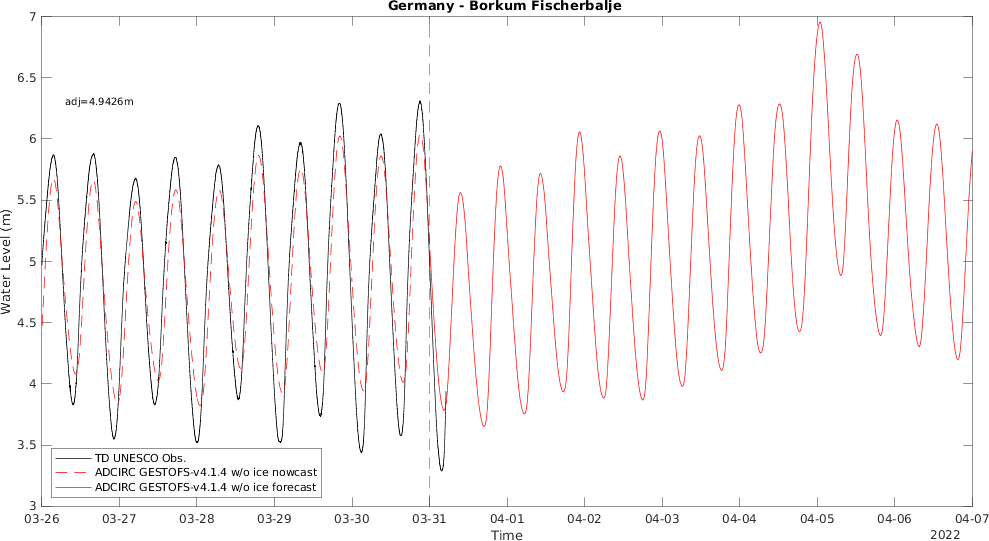 Germany - Borkum Fischerbalje
7
6.5
6
5.5
5
4.5
4
3.5
3
Water Level (m)
adj=4.9426m
TD UNESCO Obs.
ADCIRC GESTOFS-v4.1.4 w/o ice nowcast
ADCIRC GESTOFS-v4.1.4 w/o ice forecast
03-26 03-27 03-28 03-29 03-30 03-31 04-01 04-02 04-03 04-04 04-05 04-06 04-07
Time
2022